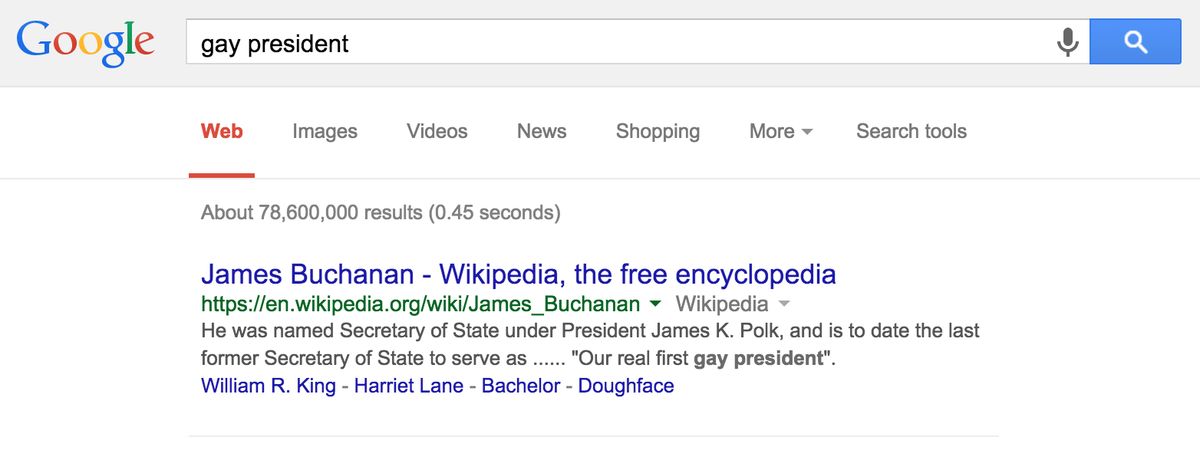 Google gay president
Web Images Videos News Shopping More Search tools
About 78,600,000 results (0.45 seconds)
James Buchanan - Wikipedia, the free encyclopedia
https://en.wikipedia.org/wiki/James_Buchanan Wikipedia
He was named Secretary of State under President James K. Polk, and is to date the last
former Secretary of State to serve as ...... "Our real first gay president".
William R. King - Harriet Lane - Bachelor - Doughface